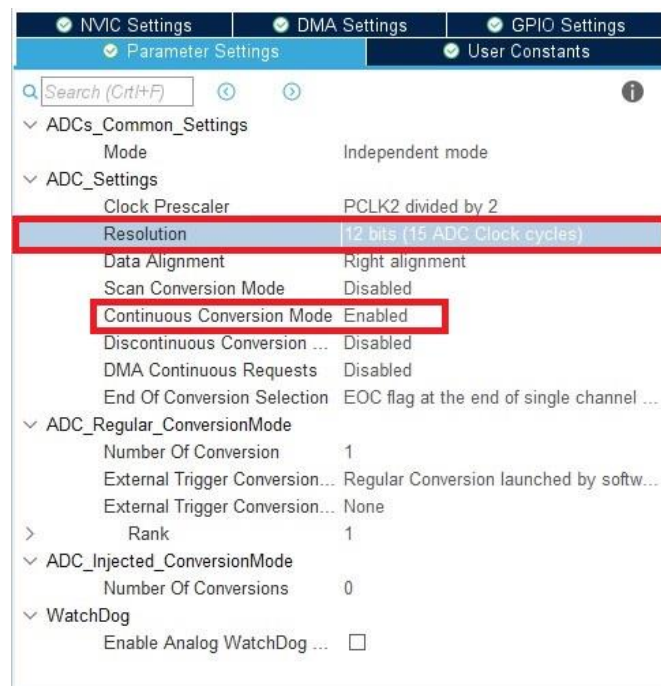 NVIC Settings DMA Settings GPIO Settings
Parameter Settings User Constants
Search (Crtl+F)
ADCs_Common_Settings
Mode Independent mode
ADC_Settings
Clock Prescaler PCLK2 divided by 2
Resolution 12 bits (15 ADC Clock cycles)
Data Alignment Right alignment
Scan Conversion Mode Disabled
Continuous Conversion Mode Enabled
Discontinuous Conversion ... Disabled
DMA Continuous Requests Disabled
End Of Conversion Selection EOC flag at the end of single channel ...
ADC_Regular_ConversionMode
Number Of Conversion 1
External Trigger Conversion... Regular Conversion launched by softw...
External Trigger Conversion... None
Rank 1
ADC_Injected_ConversionMode
Number Of Conversions 0
WatchDog
Enable Analog WatchDog ...